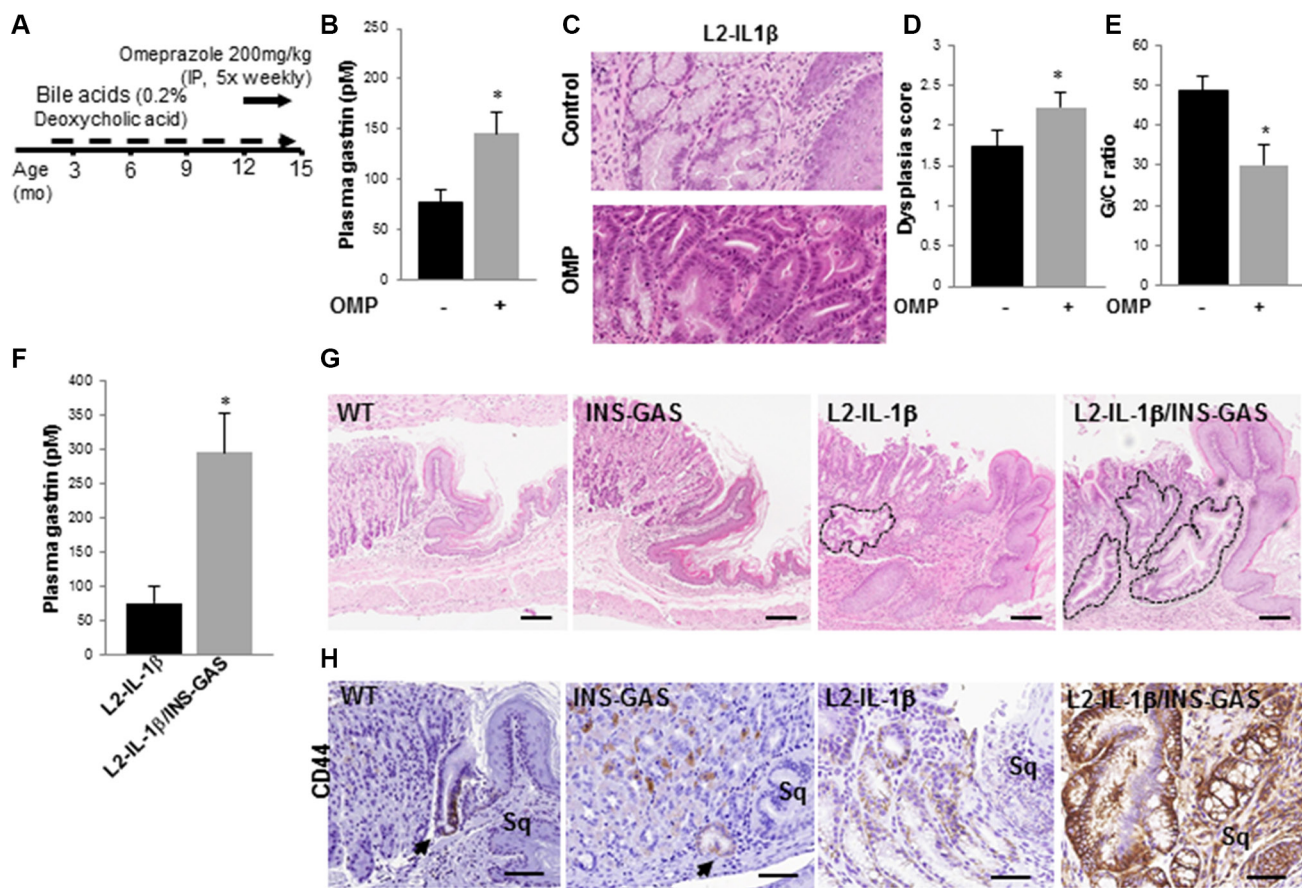 A
Omeprazole 200mg/kg
(IP, 5x weekly)
Bile acids (0.2%
Deoxycholic acid)
Age
(mo)
3 6 9 12 15
B
Plasma gastrin (pM)
250
200
150
100
50
0
*
OMP - +
C
L2-IL1β
Control
OMP
D
Dysplasia score
3
2.5
2
1.5
1
0.5
0
*
OMP - +
E
G/C ratio
60
50
40
30
20
10
0
*
OMP - +
F
Plasma gastrin (pM)
400
350
300
250
200
150
100
50
0
*
L2-IL-1β
L2-IL-1β/INS-GAS
G
WT
INS-GAS
L2-IL-1β
L2-IL-1β/INS-GAS
H
CD44
WT
Sq
INS-GAS
Sq
L2-IL-1β
Sq
L2-IL-1β/INS-GAS
Sq